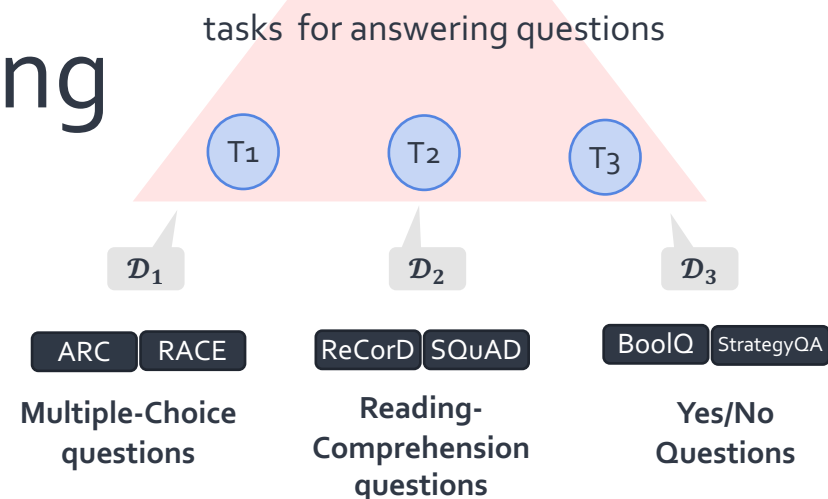 tasks for answering questions
ng
T1 T2 T3
𝒟₁ 𝒟₂ 𝒟₃
ARC RACE ReCorD SQuAD BoolQ StrategyQA
Multiple-Choice
questions
Reading-
Comprehension
questions
Yes/No
Questions